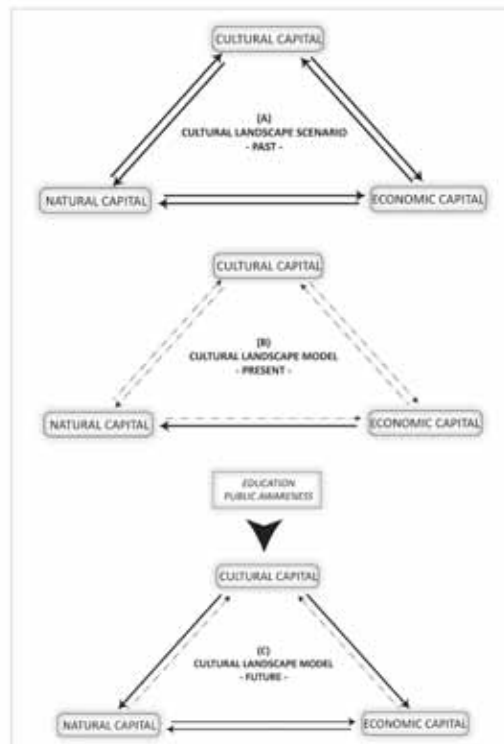 CULTURAL CAPITAL
(A)
CULTURAL LANDSCAPE SCENARIO
- PAST -
NATURAL CAPITAL
ECONOMIC CAPITAL
CULTURAL CAPITAL
(B)
CULTURAL LANDSCAPE MODEL
- PRESENT -
NATURAL CAPITAL
ECONOMIC CAPITAL
EDUCATION
PUBLIC AWARENESS
CULTURAL CAPITAL
(C)
CULTURAL LANDSCAPE MODEL
- FUTURE -
NATURAL CAPITAL
ECONOMIC CAPITAL